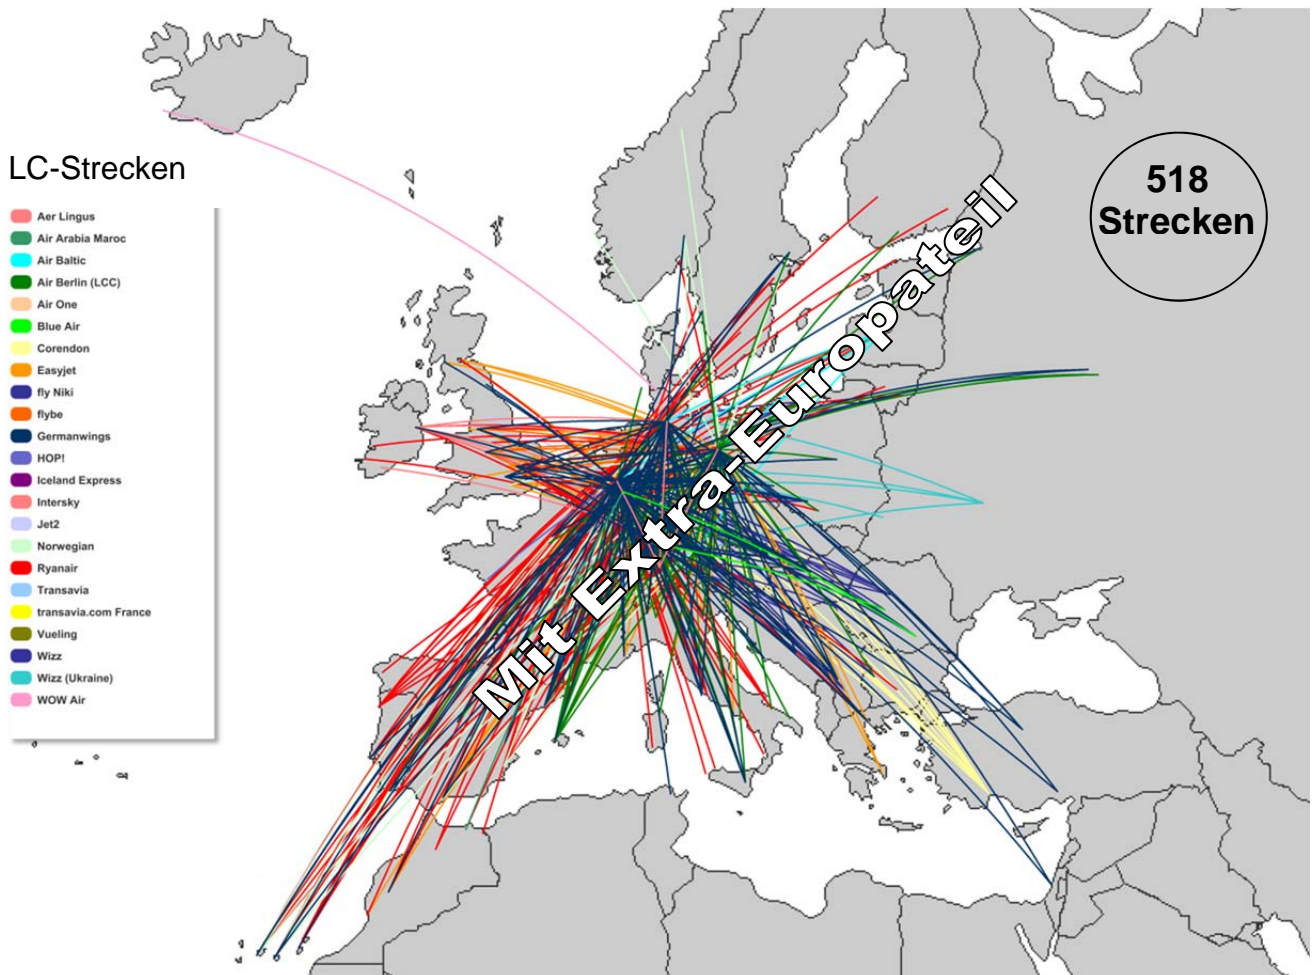 LC-Strecken
Aer Lingus
Air Arabia Maroc
Air Baltic
Air Berlin (LCC)
Air One
Blue Air
Corendon
Easyjet
fly Niki
flybe
Germanwings
HOP!
Iceland Express
Intersky
Jet2
Norwegian
Ryanair
Transavia
transavia.com France
Vueling
Wizz
Wizz (Ukraine)
WOW Air
Mit Extra-Europateil
518
Strecken